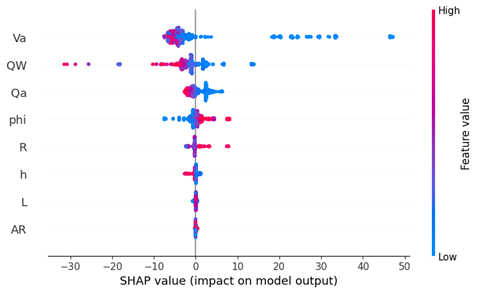 High
Va
QW
Qa
phi
R
h
L
AR
Feature value
Low
−30 −20 −10 0 10 20 30 40 50
SHAP value (impact on model output)